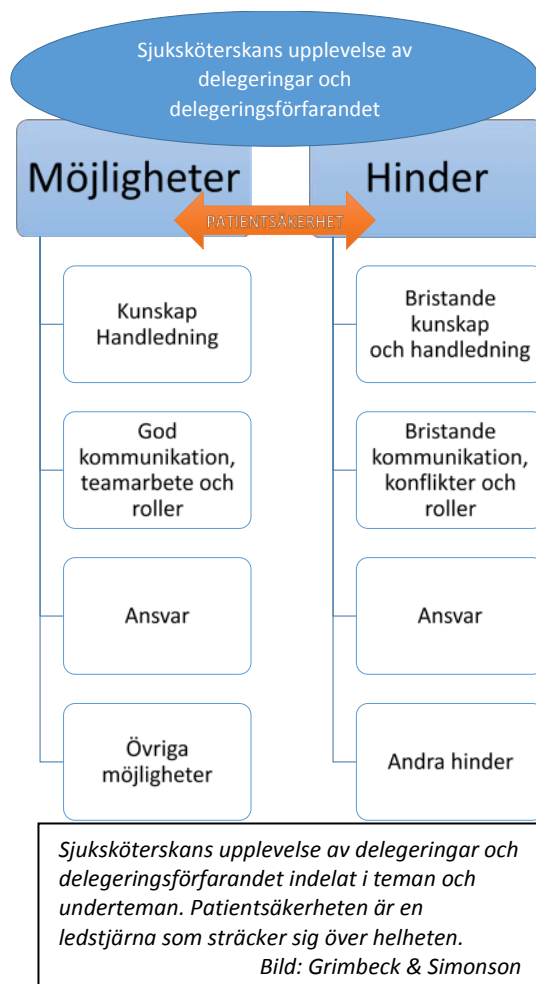 Sjuksköterskans upplevelse av
delegeringar och
delegeringsförfarandet
Möjligheter
Hinder
PATIENTSÄKERHET
Kunskap
Handledning
God
kommunikation,
teamarbete och
roller
Ansvar
Övriga
möjligheter
Bristande
kunskap
och handledning
Bristande
kommunikation,
konflikter och
roller
Ansvar
Andra hinder
Sjuksköterskans upplevelse av delegeringar och
delegeringsförfarandet indelat i teman och
underteman. Patientsäkerheten är en
ledstjärna som sträcker sig över helheten.
Bild: Grimbeck & Simonson